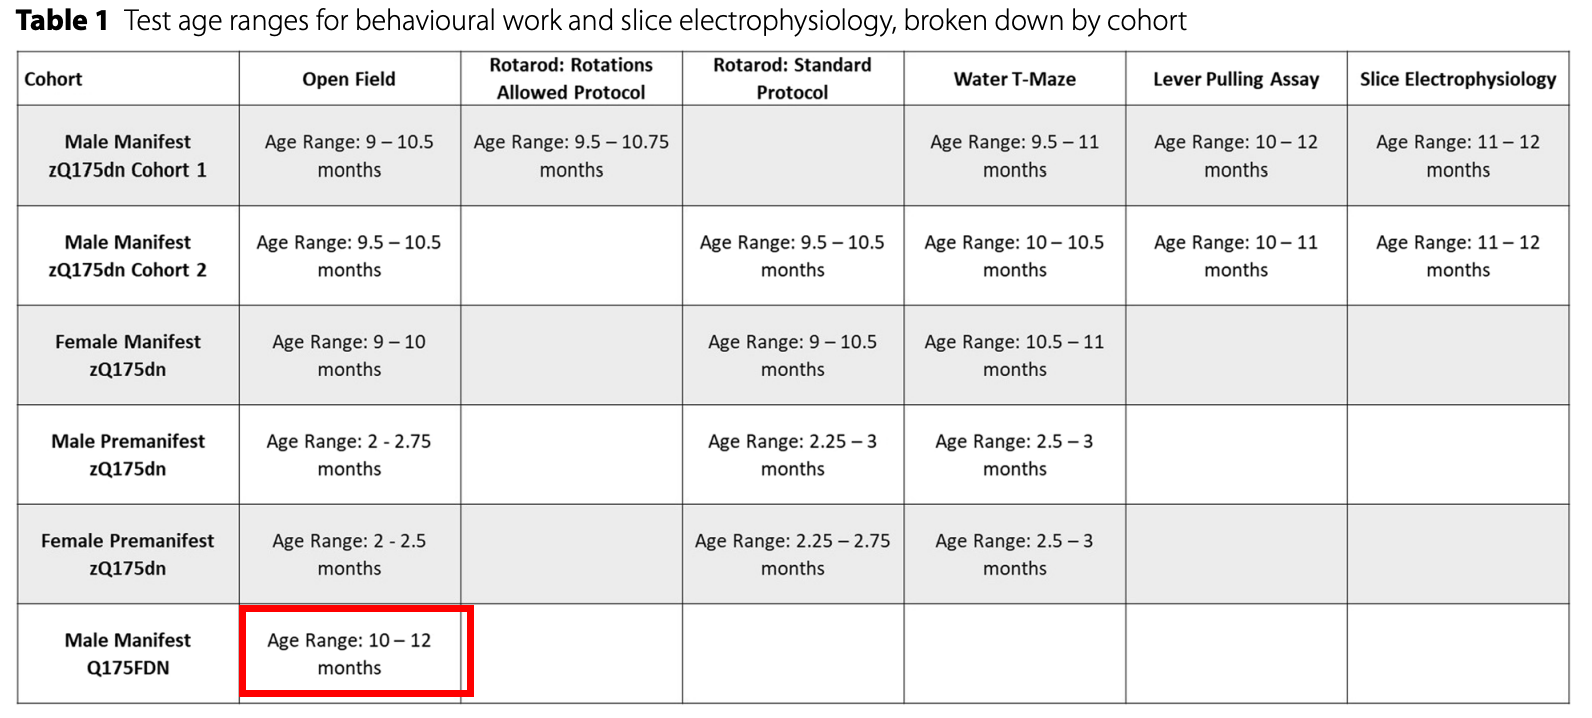 Table 1 Test age ranges for behavioural work and slice electrophysiology, broken down by cohort
Cohort
Open Field
Rotarod: Rotations
Allowed Protocol
Rotarod: Standard
Protocol
Water T-Maze
Lever Pulling Assay
Slice Electrophysiology
Male Manifest
zQ175dn Cohort 1
Age Range: 9 – 10.5
months
Age Range: 9.5 – 10.75
months
Age Range: 9.5 – 11
months
Age Range: 10 – 12
months
Age Range: 11 – 12
months
Male Manifest
zQ175dn Cohort 2
Age Range: 9.5 – 10.5
months
Age Range: 9.5 – 10.5
months
Age Range: 10 – 10.5
months
Age Range: 10 – 11
months
Age Range: 11 – 12
months
Female Manifest
zQ175dn
Age Range: 9 – 10
months
Age Range: 9 – 10.5
months
Age Range: 10.5 – 11
months
Male Premanifest
zQ175dn
Age Range: 2 - 2.75
months
Age Range: 2.25 – 3
months
Age Range: 2.5 – 3
months
Female Premanifest
zQ175dn
Age Range: 2 - 2.5
months
Age Range: 2.25 – 2.75
months
Age Range: 2.5 – 3
months
Male Manifest
Q175FDN
Age Range: 10 – 12
months